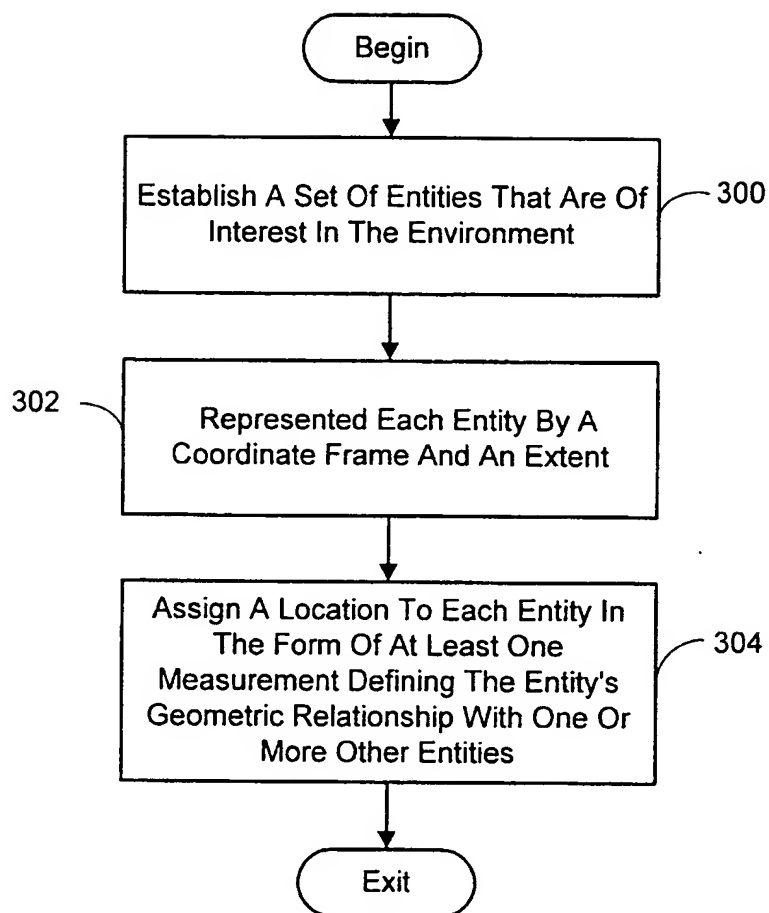 Begin
Establish A Set Of Entities That Are Of
Interest In The Environment
300
302
Represented Each Entity By A
Coordinate Frame And An Extent
Assign A Location To Each Entity In
The Form Of At Least One
Measurement Defining The Entity's
Geometric Relationship With One Or
More Other Entities
304
Exit